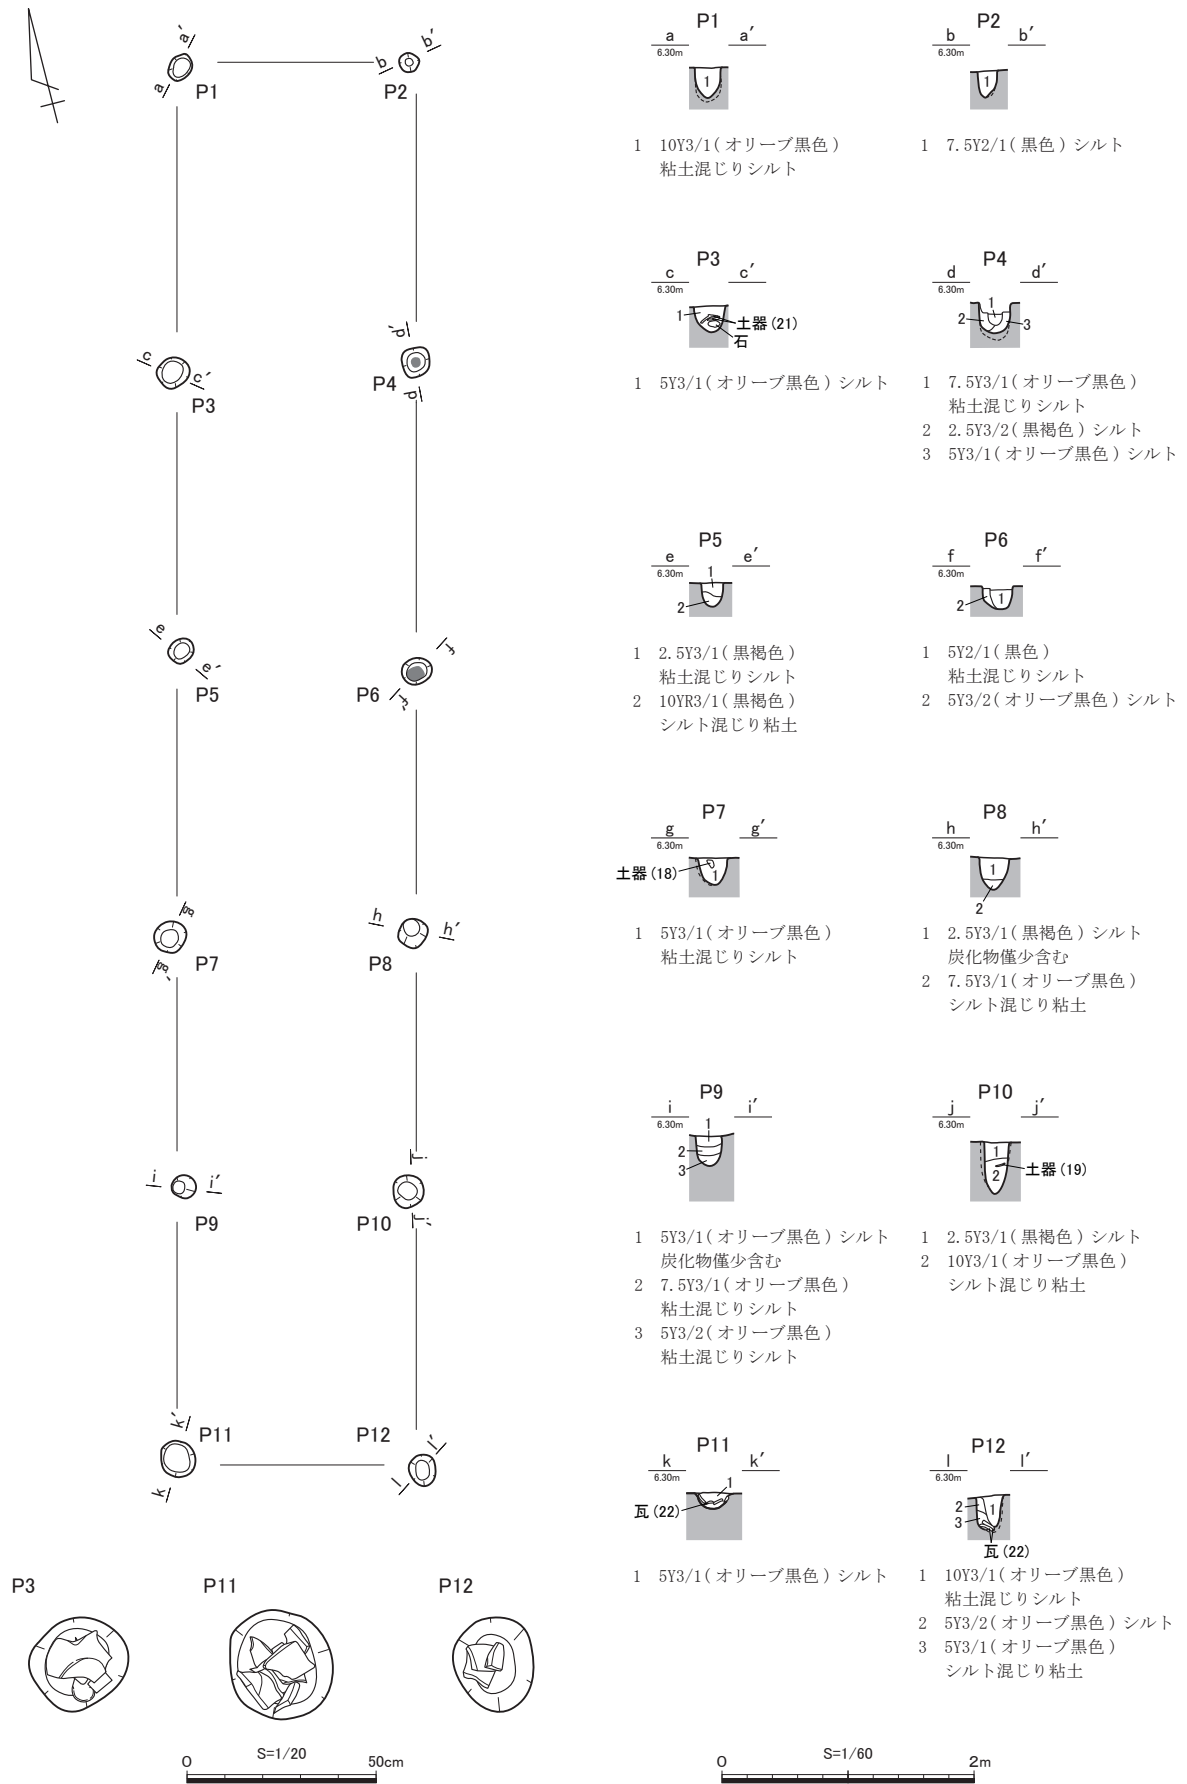 a a′
P1
b b′
P2
c c′
P3
d d′
P4
e e′
P5
f f′
P6
g g′
P7
h h′
P8
i i′
P9
j j′
P10
k k′
P11
l l′
P12
P1
a a′
6.30m
1
1 10Y3/1(オリーブ黒色)
粘土混じりシルト
P2
b b′
6.30m
1
1 7.5Y2/1(黒色)シルト
P3
c c′
6.30m
1
土器(21)
石
1 5Y3/1(オリーブ黒色)シルト
P4
d d′
6.30m
1
2 3
1 7.5Y3/1(オリーブ黒色)
粘土混じりシルト
2 2.5Y3/2(黒褐色)シルト
3 5Y3/1(オリーブ黒色)シルト
P5
e e′
6.30m
1
2
1 2.5Y3/1(黒褐色)
粘土混じりシルト
2 10YR3/1(黒褐色)
シルト混じり粘土
P6
f f′
6.30m
2 1
1 5Y2/1(黒色)
粘土混じりシルト
2 5Y3/2(オリーブ黒色)シルト
P7
g g′
6.30m
土器(18)
1
1 5Y3/1(オリーブ黒色)
粘土混じりシルト
P8
h h′
6.30m
1
2
1 2.5Y3/1(黒褐色)シルト
炭化物僅少含む
2 7.5Y3/1(オリーブ黒色)
シルト混じり粘土
P9
i i′
6.30m
1
2
3
1 5Y3/1(オリーブ黒色)シルト
炭化物僅少含む
2 7.5Y3/1(オリーブ黒色)
粘土混じりシルト
3 5Y3/2(オリーブ黒色)
粘土混じりシルト
P10
j j′
6.30m
1
2
土器(19)
1 2.5Y3/1(黒褐色)シルト
2 10Y3/1(オリーブ黒色)
シルト混じり粘土
P11
k k′
6.30m
1
瓦(22)
1 5Y3/1(オリーブ黒色)シルト
P12
l l′
6.30m
2 1
3
瓦(22)
1 10Y3/1(オリーブ黒色)
粘土混じりシルト
2 5Y3/2(オリーブ黒色)シルト
3 5Y3/1(オリーブ黒色)
シルト混じり粘土
P3
P11
P12
0 S=1/20 50cm
0 S=1/60 2m